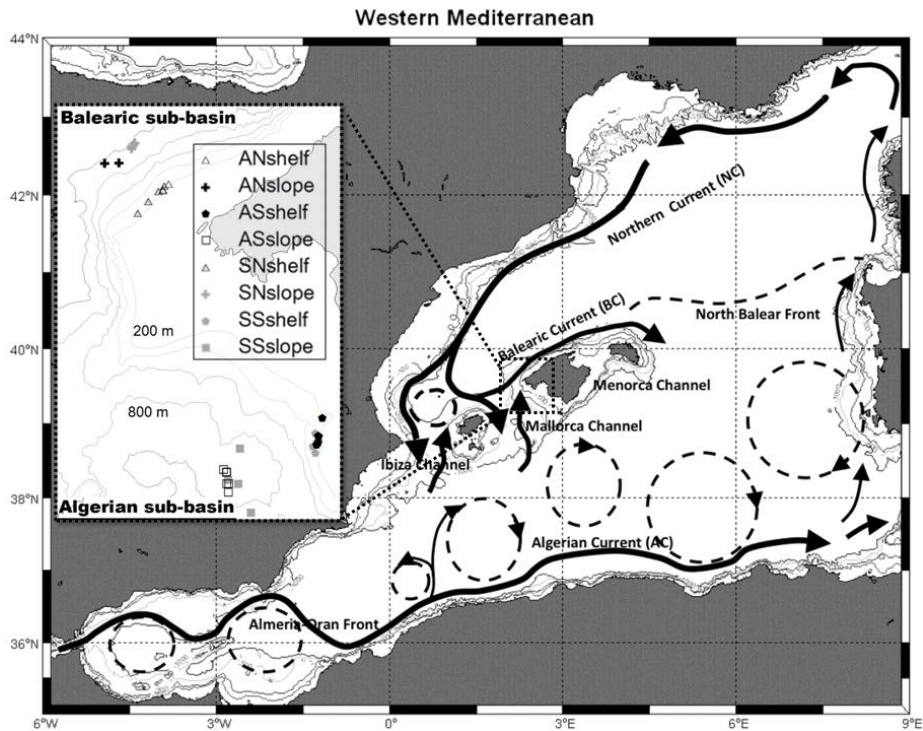 Western Mediterranean
44°N
42°N
40°N
38°N
36°N
6°W
3°W
0°
3°E
6°E
9°E
Balearic sub-basin
ANshelf
ANslope
ASshelf
ASslope
SNshelf
SNslope
SSshelf
SSslope
200 m
800 m
Algerian sub-basin
Northern Current (NC)
Balearic Current (BC)
North Balear Front
Menorca Channel
Mallorca Channel
Ibiza Channel
Algerian Current (AC)
Almeria-Oran Front